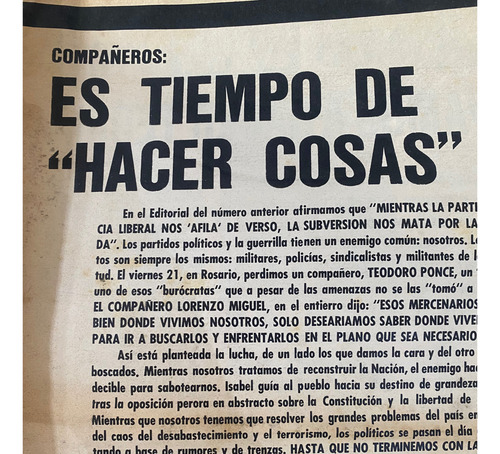 COMPAÑEROS:
ES TIEMPO DE
“HACER COSAS”
En el Editorial del número anterior afirmamos que "MIENTRAS LA PARTI
CIA LIBERAL NOS 'AFILA' DE VERSO, LA SUBVERSION NOS MATA POR LA
DA". Los partidos políticos y la guerrilla tienen un enemigo común: nosotros. L
tos son siempre los mismos: militares, policías, sindicalistas y militantes de l
tud. El viernes 21, en Rosario, perdimos un compañero, TEODORO PONCE, un
uno de esos "burócratas" que a pesar de las amenazas no se las "tomó" a
EL COMPAÑERO LORENZO MIGUEL, en el entierro dijo: "ESOS MERCENARIOS
BIEN DONDE VIVIMOS NOSOTROS, SOLO DESEARIAMOS SABER DONDE VIVE
PARA IR A BUSCARLOS Y ENFRENTARLOS EN EL PLANO QUE SEA NECESARIO
Así está planteada la lucha, de un lado los que damos la cara y del otro
boscados. Mientras nosotros tratamos de reconstruir la Nación, el enemigo ha
decible para sabotearnos. Isabel guía al pueblo hacia su destino de grandeza
tras la oposición perora en abstracto sobre la Constitución y la libertad de
Mientras que nosotros tenemos que resolver los grandes problemas del país e
del caos del desabastecimiento y el terrorismo, los políticos se pasan el día
tando a base de rumores y de trenzas. HASTA QUE NO TERMINEMOS CON LA